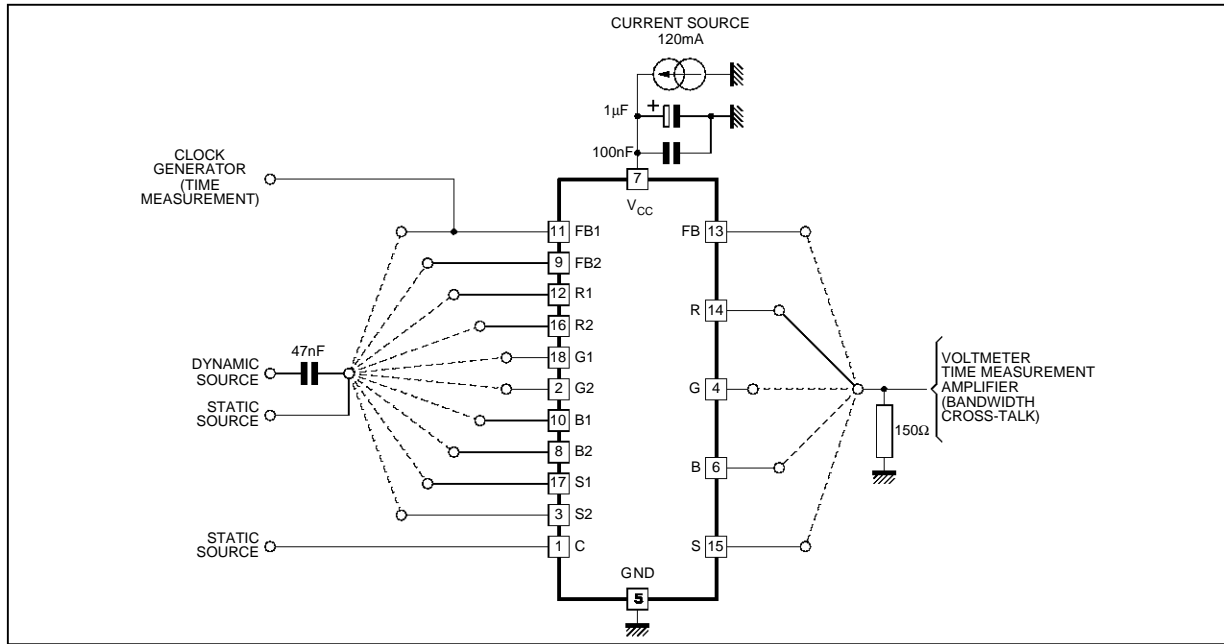 CURRENT SOURCE
120mA
1µF
+
100nF
7
VCC
CLOCK
GENERATOR
(TIME
MEASUREMENT)
11 FB1
9 FB2
12 R1
16 R2
18 G1
2 G2
10 B1
8 B2
17 S1
3 S2
1 C
47nF
DYNAMIC
SOURCE
STATIC
SOURCE
STATIC
SOURCE
FB 13
R 14
G 4
B 6
S 15
GND
5
150Ω
VOLTMETER
TIME MEASUREMENT
AMPLIFIER
(BANDWIDTH
CROSS-TALK)